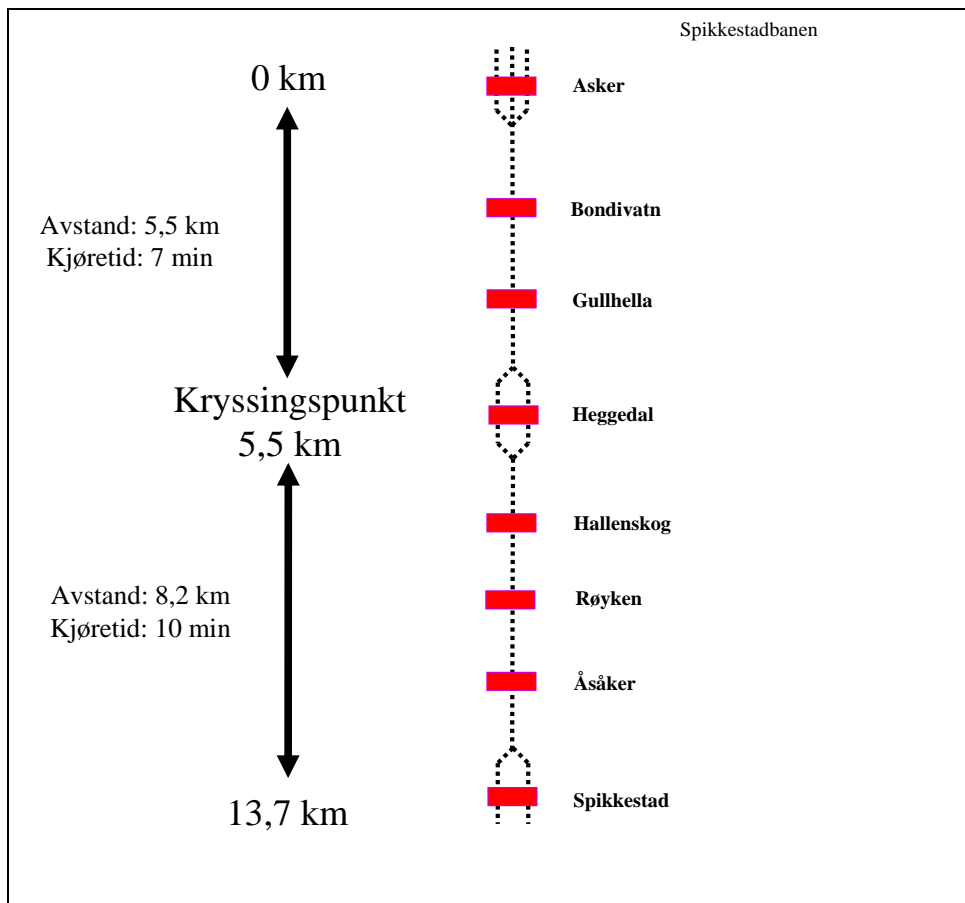 Spikkestadbanen
0 km
Asker
Bondivatn
Avstand: 5,5 km
Kjøretid: 7 min
Gullhella
Kryssingspunkt
5,5 km
Heggedal
Hallenskog
Avstand: 8,2 km
Kjøretid: 10 min
Røyken
Åsåker
Spikkestad
13,7 km